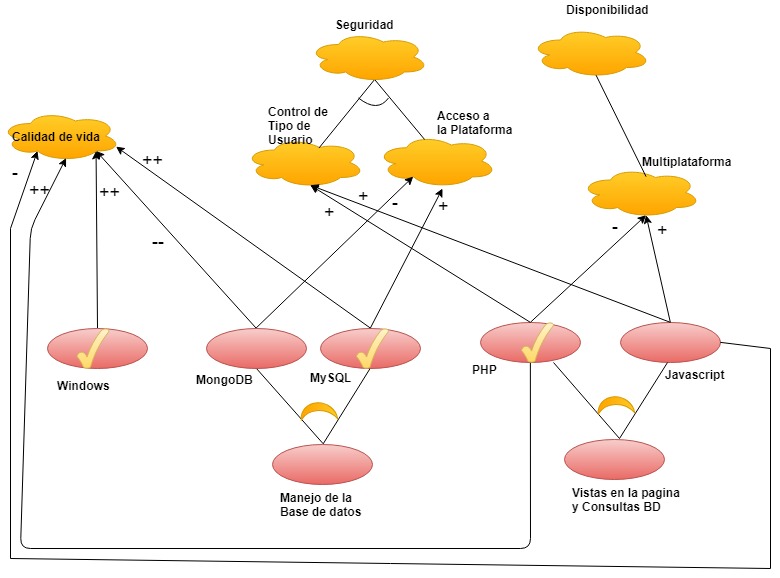 Disponibilidad
Seguridad
Control de
Tipo de
Usuario
Acceso a
la Plataforma
Calidad de vida
Multiplataforma
++
-
++
++
+
-
+
+
-
+
--
Windows
MongoDB
MySQL
PHP
Javascript
Manejo de la
Base de datos
Vistas en la pagina
y Consultas BD